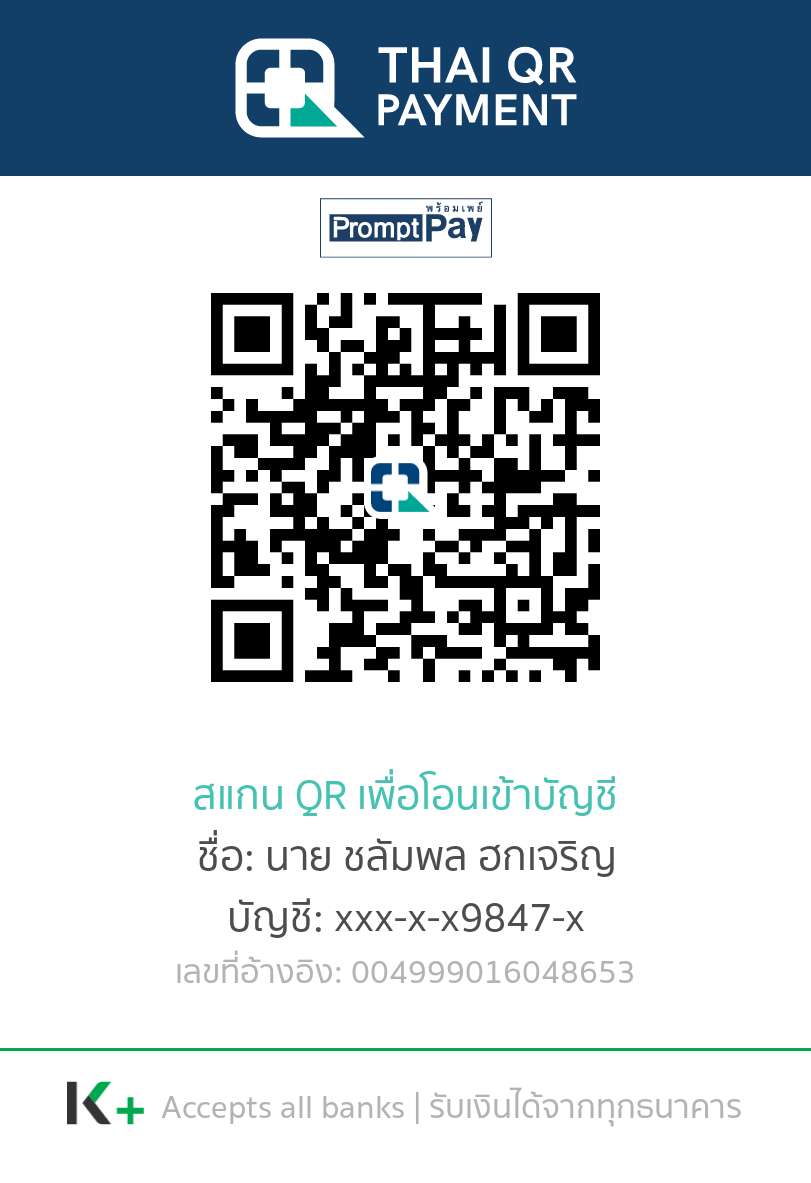 THAI QR
PAYMENT
พร้อมเพย์
PromptPay
สแกน QR เพื่อโอนเข้าบัญชี
ชื่อ: นาย ชลัมพล ฮกเจริญ
บัญชี: xxx-x-x9847-x
เลขที่อ้างอิง: 004999016048653
K+ Accepts all banks | รับเงินได้จากทุกธนาคาร